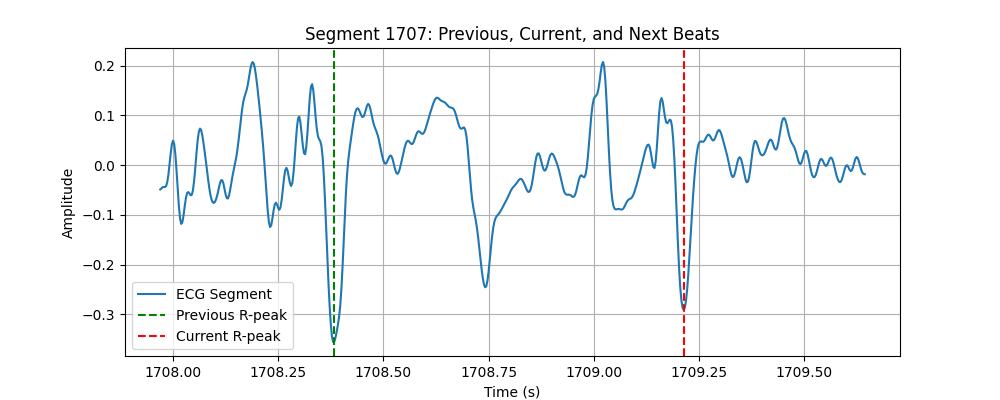 Segment 1707: Previous, Current, and Next Beats
Amplitude
0.2
0.1
0.0
−0.1
−0.2
−0.3
ECG Segment
Previous R-peak
Current R-peak
1708.00 1708.25 1708.50 1708.75 1709.00 1709.25 1709.50
Time (s)